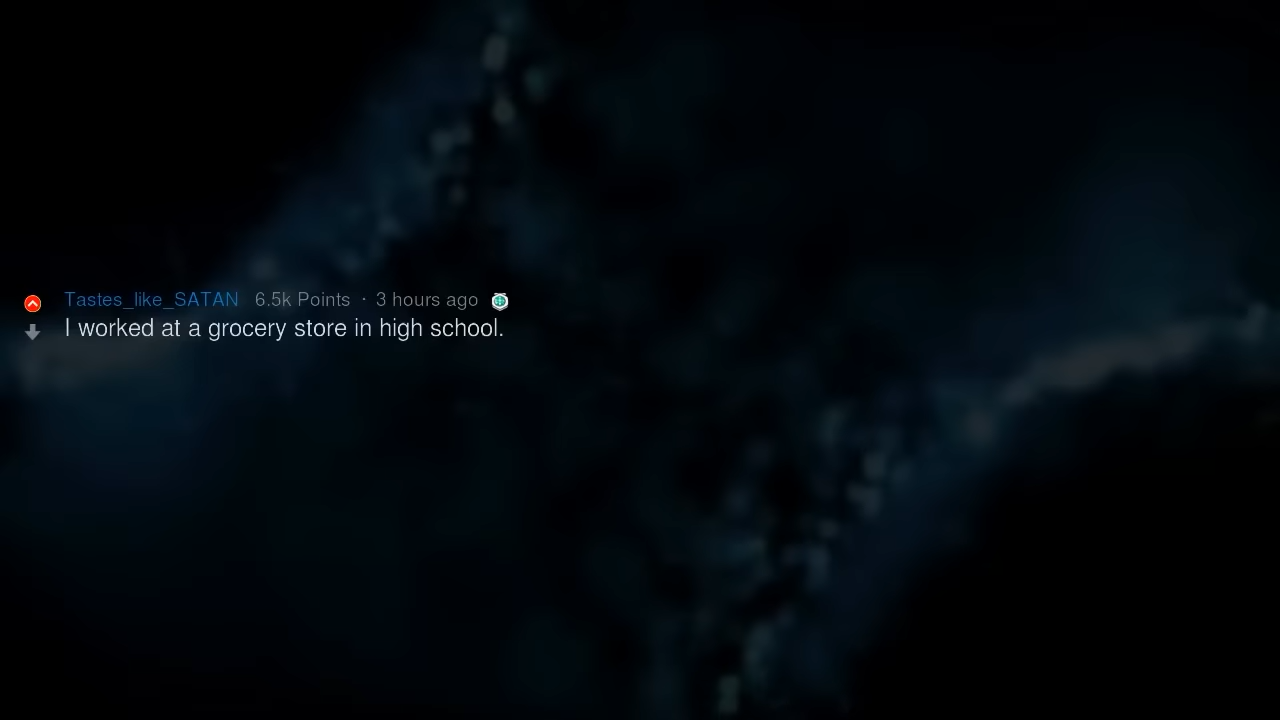 Tastes_like_SATAN 6.5k Points · 3 hours ago
I worked at a grocery store in high school.